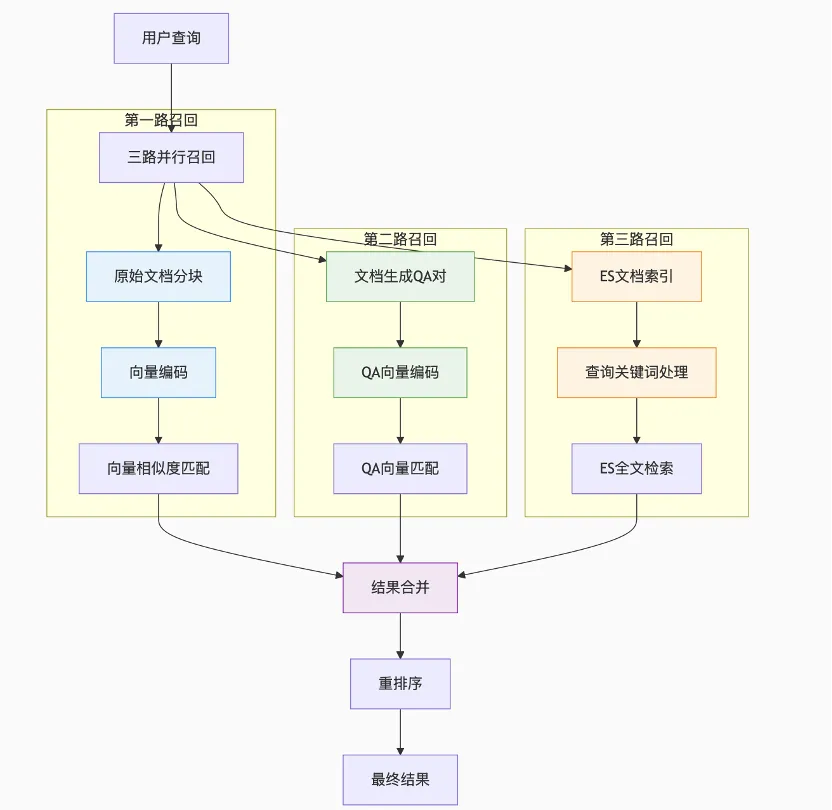 用户查询
第一路召回
三路并行召回
第二路召回
第三路召回
原始文档分块
文档生成QA对
ES文档索引
向量编码
QA向量编码
查询关键词处理
向量相似度匹配
QA向量匹配
ES全文检索
结果合并
重排序
最终结果